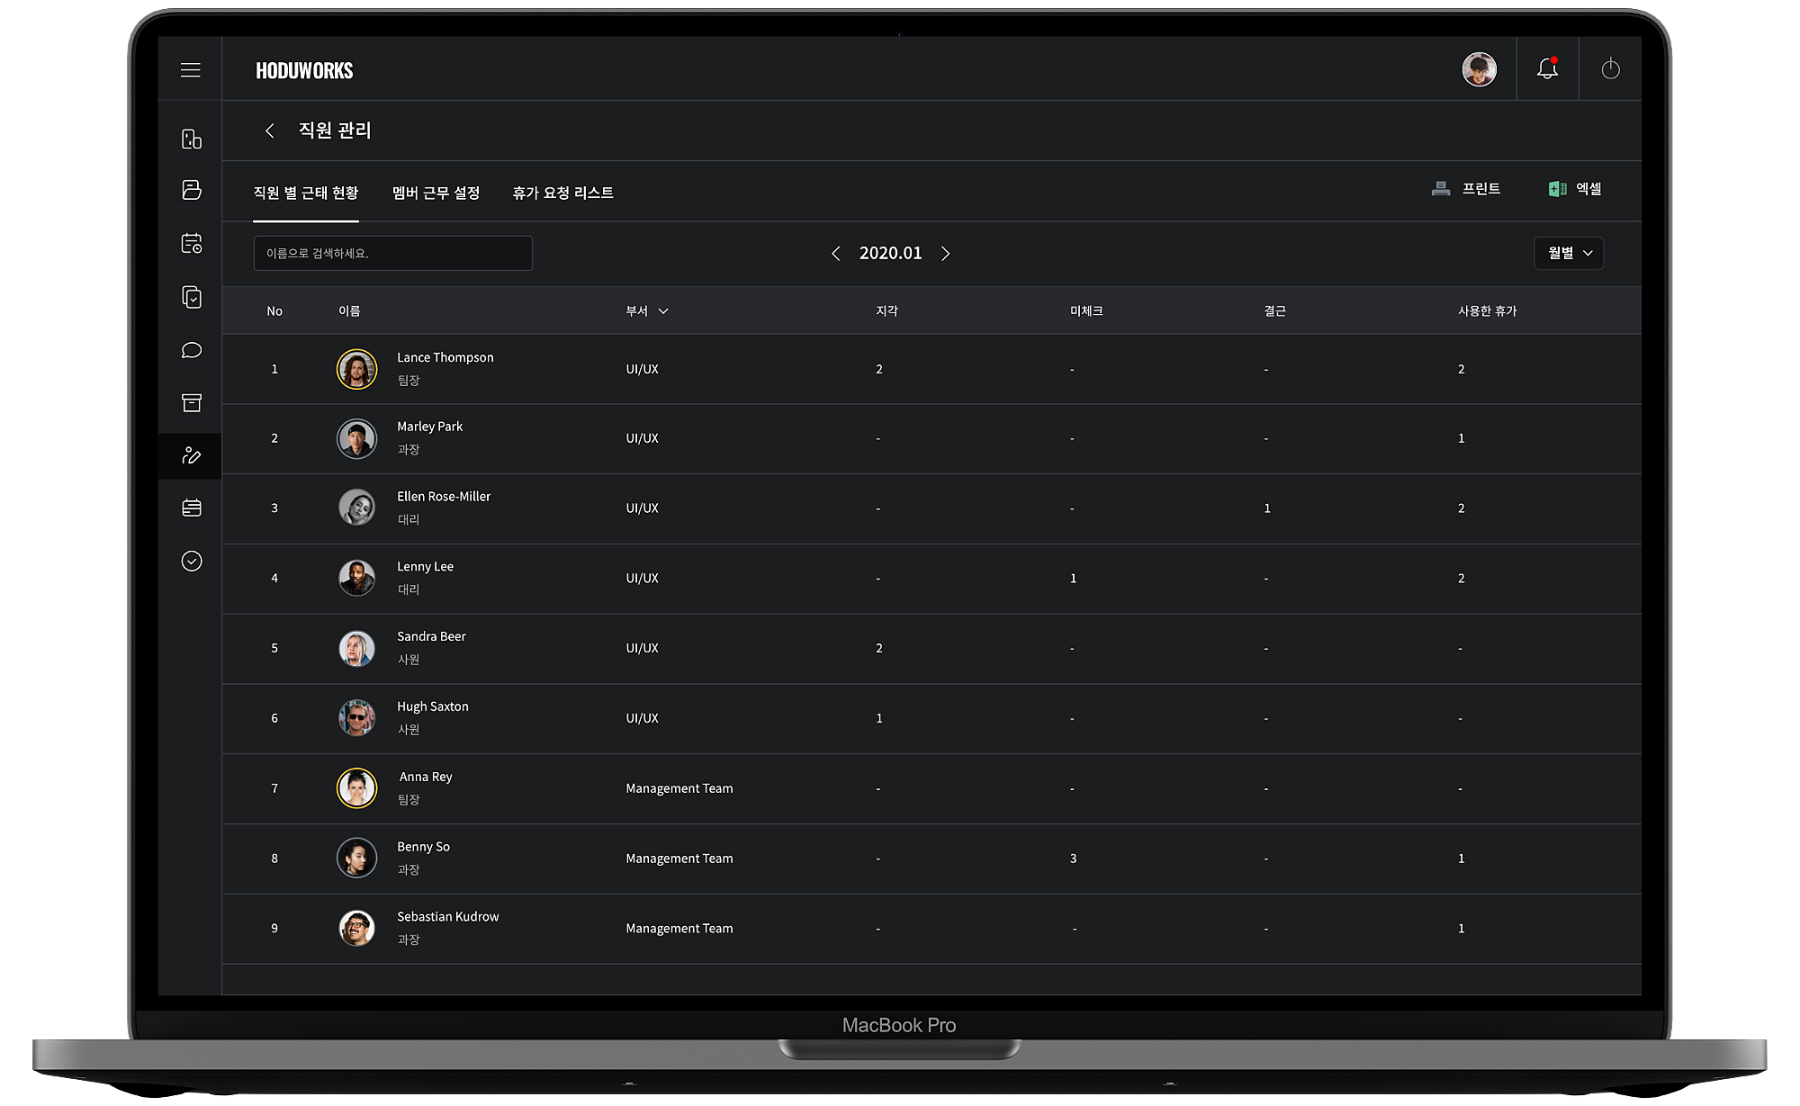 HODUWORKS
직원 관리
직원 별 근태 현황 멤버 근무 설정 휴가 요청 리스트 프린트 엑셀
이름으로 검색하세요. 2020.01 월별
No 이름 부서 지각 미체크 결근 사용한 휴가
1 Lance Thompson UI/UX 2 - - 2
팀장
2 Marley Park UI/UX - - - 1
과장
3 Ellen Rose-Miller UI/UX - - 1 2
대리
4 Lenny Lee UI/UX - 1 - 2
대리
5 Sandra Beer UI/UX 2 - - -
사원
6 Hugh Saxton UI/UX 1 - - -
사원
7 Anna Rey Management Team - - - -
팀장
8 Benny So Management Team - 3 - 1
과장
9 Sebastian Kudrow Management Team - - - 1
과장
MacBook Pro